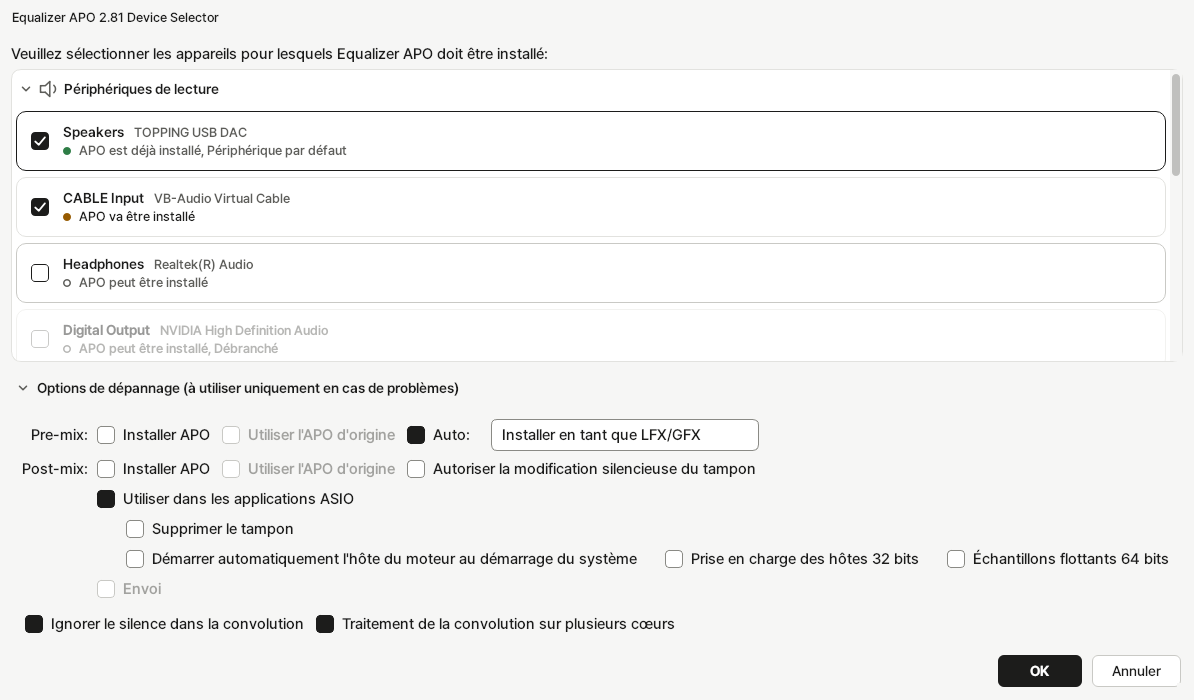 Equalizer APO 2.81 Device Selector
Veuillez sélectionner les appareils pour lesquels Equalizer APO doit être installé:
Périphériques de lecture
Speakers TOPPING USB DAC
APO est déjà installé, Périphérique par défaut
CABLE Input VB-Audio Virtual Cable
APO va être installé
Headphones Realtek(R) Audio
APO peut être installé
Digital Output NVIDIA High Definition Audio
APO peut être installé, Débranché
Options de dépannage (à utiliser uniquement en cas de problèmes)
Pre-mix: Installer APO Utiliser l'APO d'origine Auto: Installer en tant que LFX/GFX
Post-mix: Installer APO Utiliser l'APO d'origine Autoriser la modification silencieuse du tampon
Utiliser dans les applications ASIO
Supprimer le tampon
Démarrer automatiquement l'hôte du moteur au démarrage du système Prise en charge des hôtes 32 bits Échantillons flottants 64 bits
Envoi
Ignorer le silence dans la convolution Traitement de la convolution sur plusieurs cœurs
OK Annuler